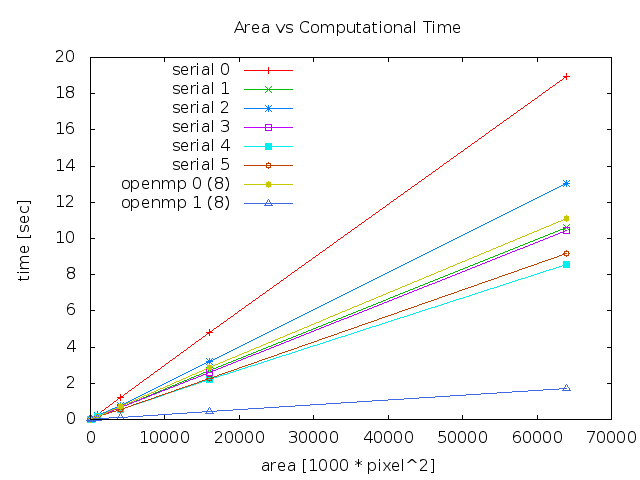 Area vs Computational Time
20
18
16
14
12
10
8
6
4
2
0
time [sec]
serial 0
serial 1
serial 2
serial 3
serial 4
serial 5
openmp 0 (8)
openmp 1 (8)
0 10000 20000 30000 40000 50000 60000 70000
area [1000 * pixel^2]